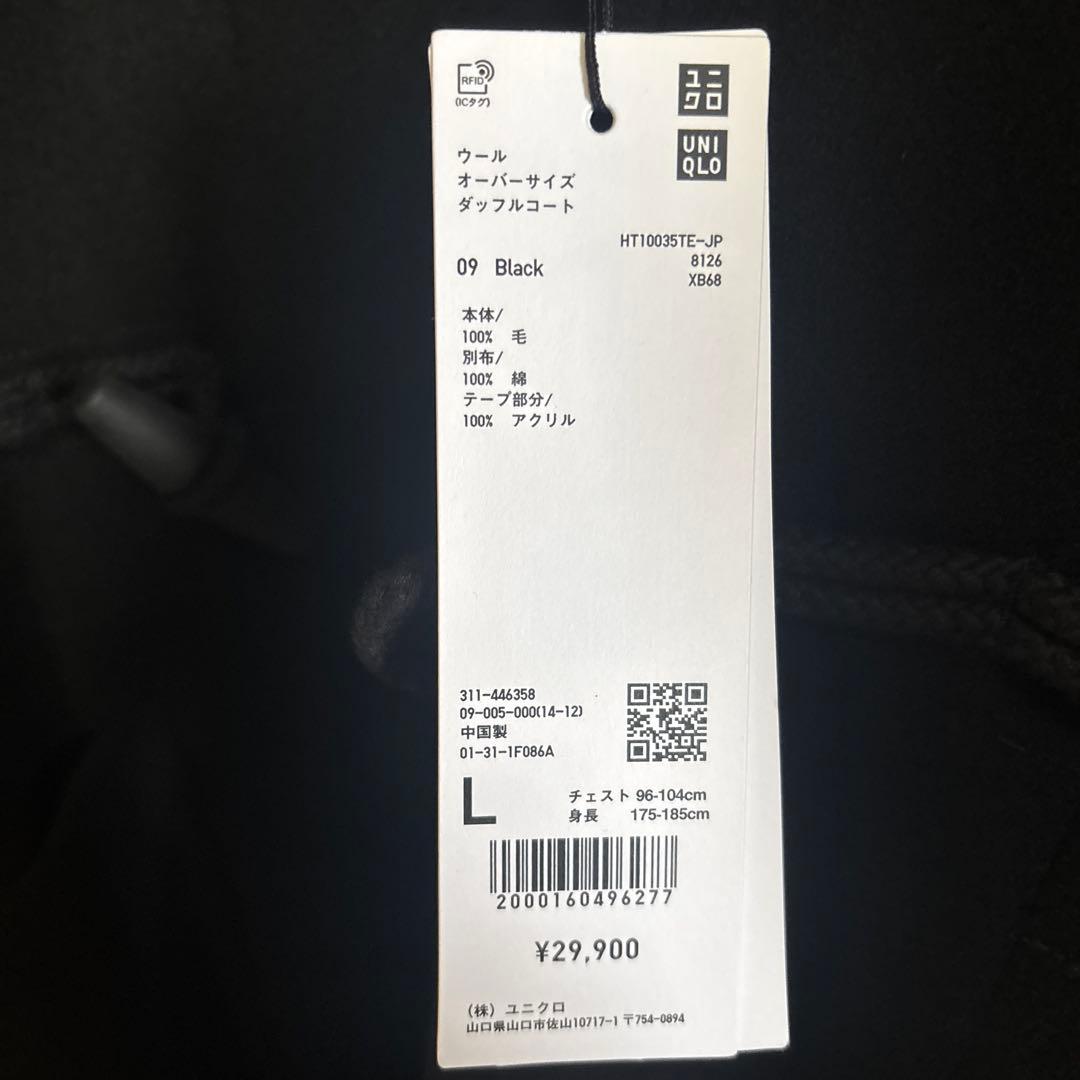 RFID
(ICタグ)
ユニ
クロ
UNI
QLO
ウール
オーバーサイズ
ダッフルコート
HT10035TE-JP
8126
XB68
09 Black
本体/
100% 毛
別布/
100% 綿
テープ部分/
100% アクリル
311-446358
09-005-000(14-12)
中国製
01-31-1F086A
L
チェスト 96-104cm
身長 175-185cm
2000160496277
¥29,900
(株) ユニクロ
山口県山口市佐山10717-1 〒754-0894